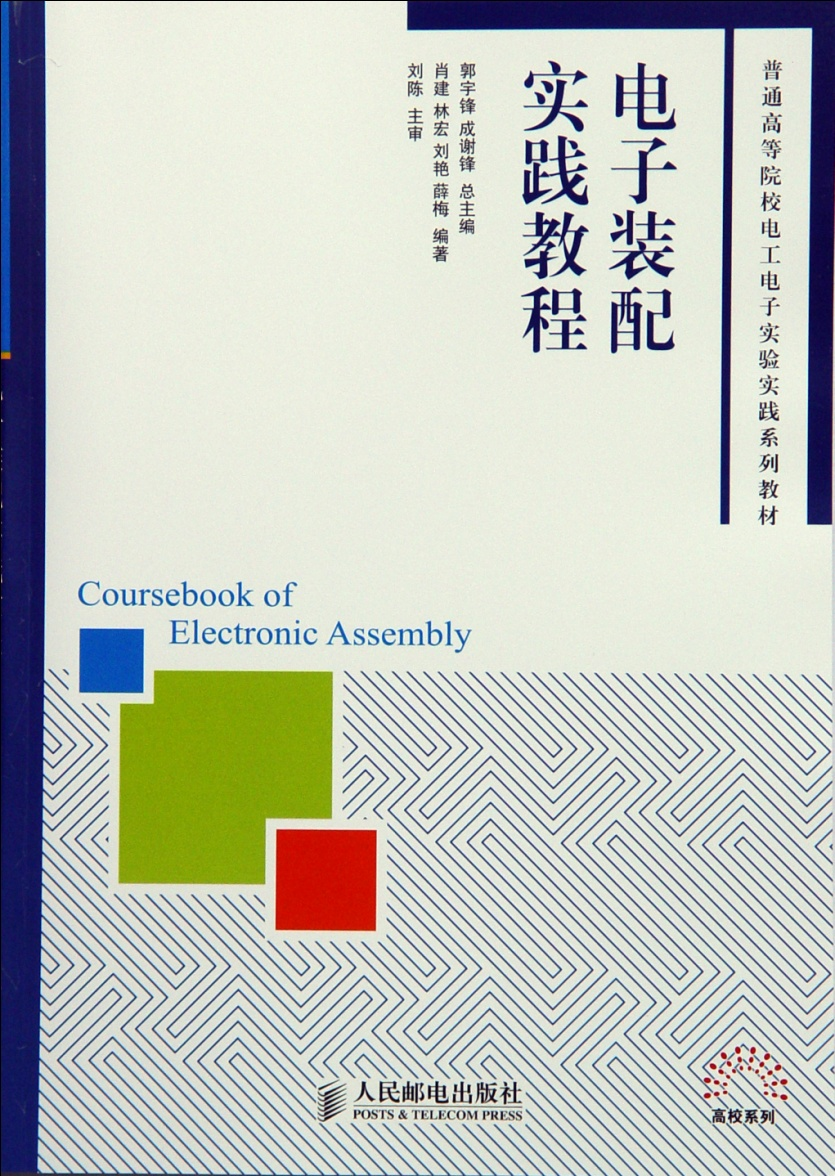 普通高等院校电工电子实验实践系列教材
电子装配
实践教程
郭宇锋 成谢锋 总主编
肖建 林宏 刘艳 薛梅 编著
刘陈 主审
Coursebook of
Electronic Assembly
人民邮电出版社
POSTS & TELECOM PRESS
高校系列